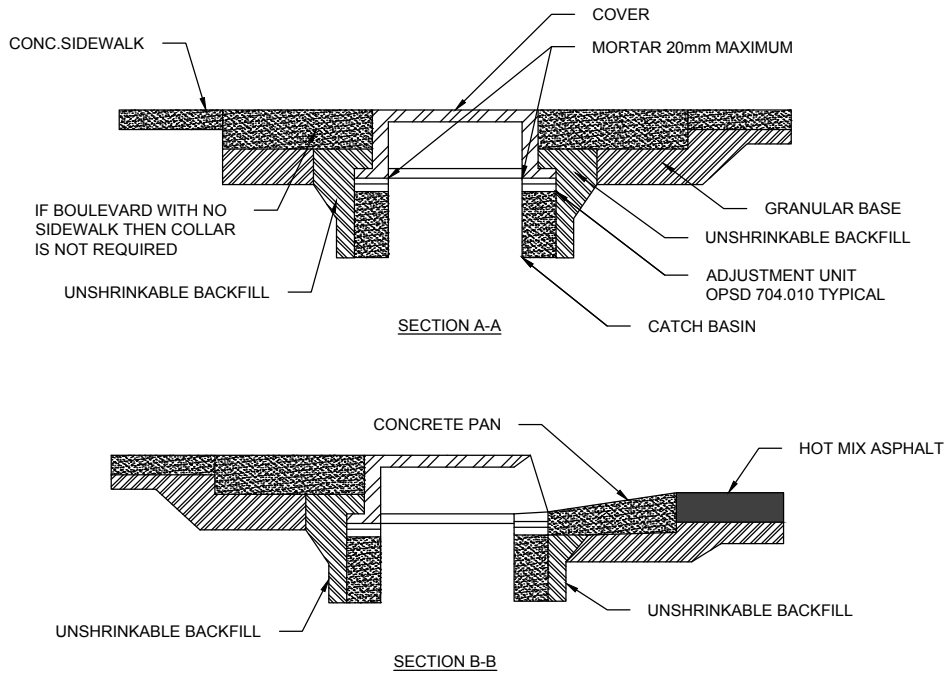 COVER
CONC.SIDEWALK
MORTAR 20mm MAXIMUM
IF BOULEVARD WITH NO
SIDEWALK THEN COLLAR
IS NOT REQUIRED
GRANULAR BASE
UNSHRINKABLE BACKFILL
ADJUSTMENT UNIT
OPSD 704.010 TYPICAL
UNSHRINKABLE BACKFILL
SECTION A-A
CATCH BASIN
CONCRETE PAN
HOT MIX ASPHALT
UNSHRINKABLE BACKFILL
UNSHRINKABLE BACKFILL
SECTION B-B